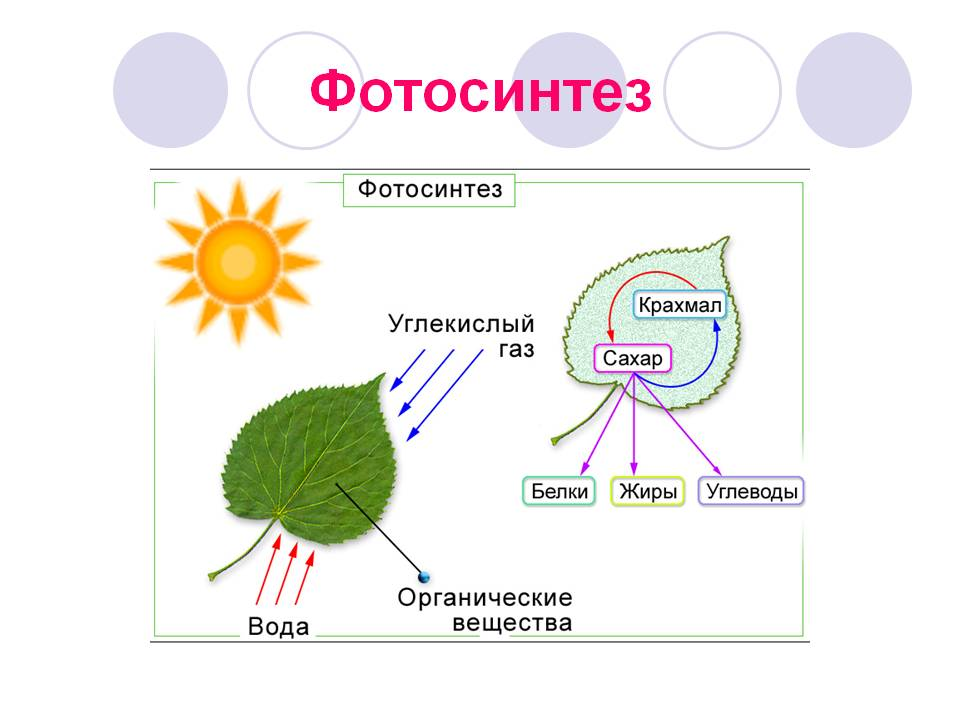 Фотосинтез
Фотосинтез
Углекислый
газ
Крахмал
Сахар
Белки
Жиры
Углеводы
Органические
вещества
Вода